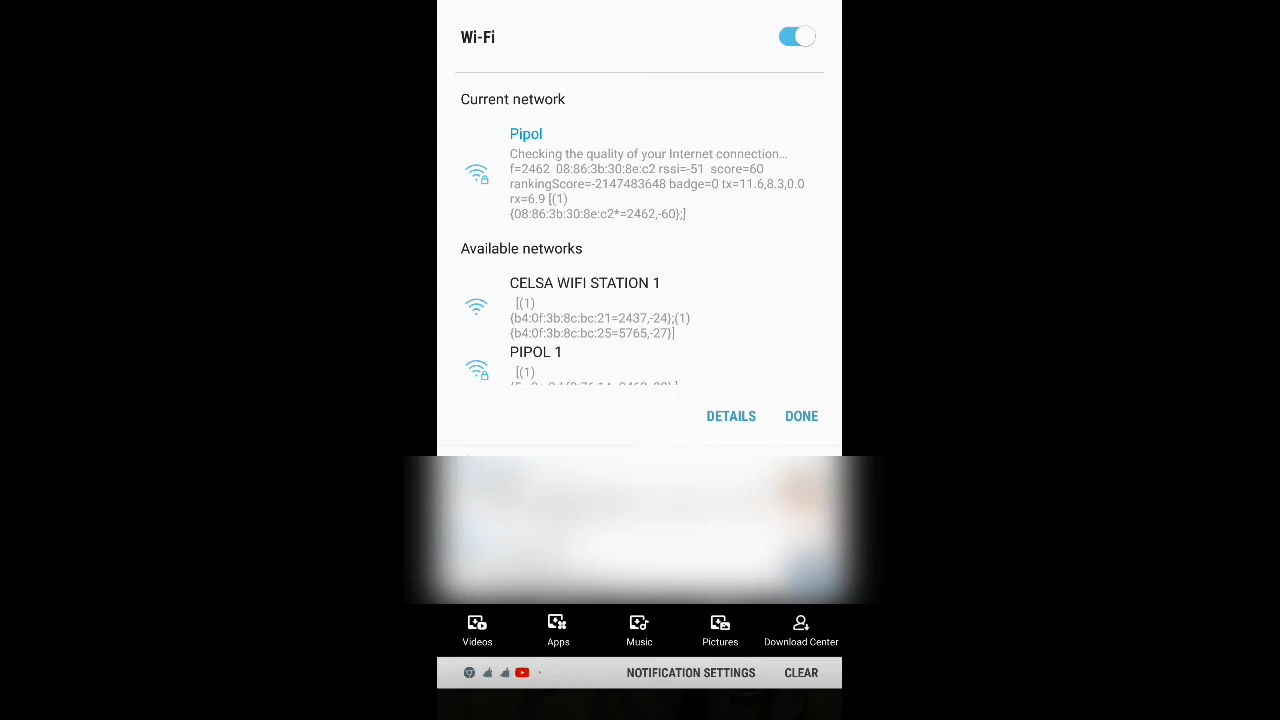 Wi-Fi
Current network
Pipol
Checking the quality of your Internet connection...
f=2462 08:86:3b:30:8e:c2 rssi=-51 score=60
rankingScore=-2147483648 badge=0 tx=11.6,8.3,0.0
rx=6.9 [(1)
{08:86:3b:30:8e:c2*=2462,-60};]
Available networks
CELSA WIFI STATION 1
[(1)
{b4:0f:3b:8c:bc:21=2437,-24};(1)
{b4:0f:3b:8c:bc:25=5765,-27}]
PIPOL 1
[(1)
DETAILS DONE
Videos Apps Music Pictures Download Center
NOTIFICATION SETTINGS CLEAR